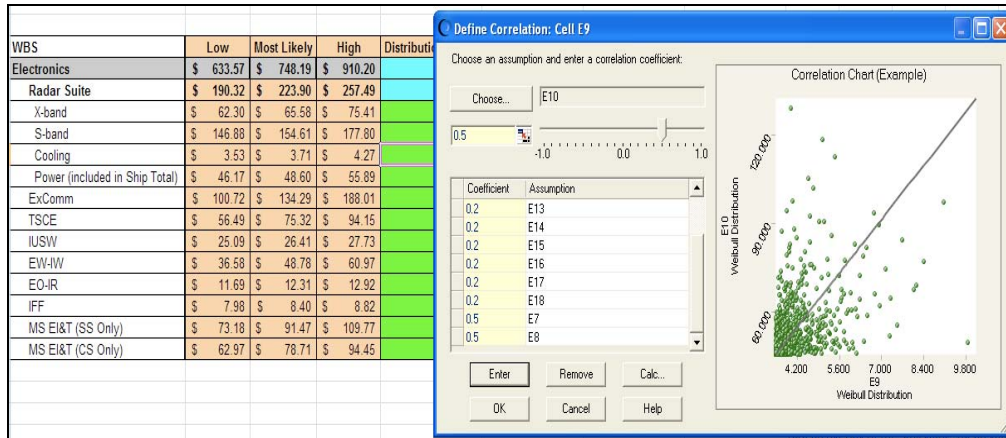 WBS Low Most Likely High Distributio
Electronics $ 633.57 $ 748.19 $ 910.20
Radar Suite $ 190.32 $ 223.90 $ 257.49
X-band $ 62.30 $ 65.58 $ 75.41
S-band $ 146.88 $ 154.61 $ 177.80
Cooling $ 3.53 $ 3.71 $ 4.27
Power (included in Ship Total) $ 46.17 $ 48.60 $ 55.89
ExComm $ 100.72 $ 134.29 $ 188.01
TSCE $ 56.49 $ 75.32 $ 94.15
IUSW $ 25.09 $ 26.41 $ 27.73
EW-IW $ 36.58 $ 48.78 $ 60.97
EO-IR $ 11.69 $ 12.31 $ 12.92
IFF $ 7.98 $ 8.40 $ 8.82
MS EI&T (SS Only) $ 73.18 $ 91.47 $ 109.77
MS EI&T (CS Only) $ 62.97 $ 78.71 $ 94.45
Define Correlation: Cell E9
Choose an assumption and enter a correlation coefficient:
Choose... E10
0.5
-1.0 0.0 1.0
Coefficient Assumption
0.2 E13
0.2 E14
0.2 E15
0.2 E16
0.2 E17
0.2 E18
0.5 E7
0.5 E8
Enter Remove Calc...
OK Cancel Help
Correlation Chart (Example)
E10
Weibull Distribution
120.000
90.000
60.000
4.200 5.600 7.000 8.400 9.800
E9
Weibull Distribution